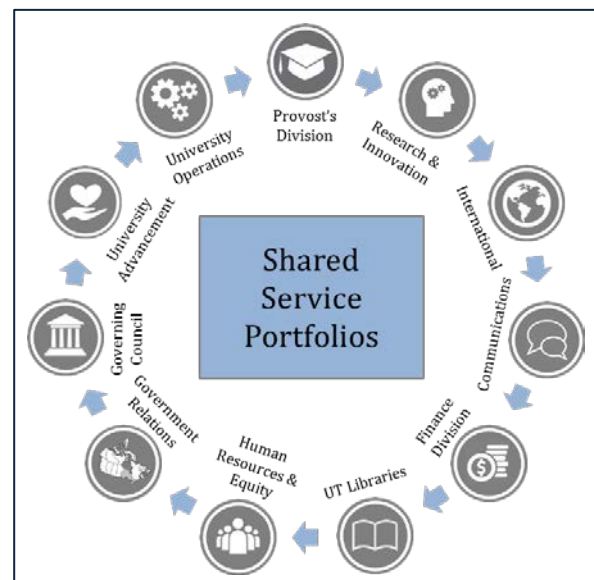 Provost's
Division
Research &
Innovation
International
Communications
Finance
Division
UT Libraries
Human
Resources &
Equity
Government
Relations
Governing
Council
University
Advancement
University
Operations
Shared
Service
Portfolios